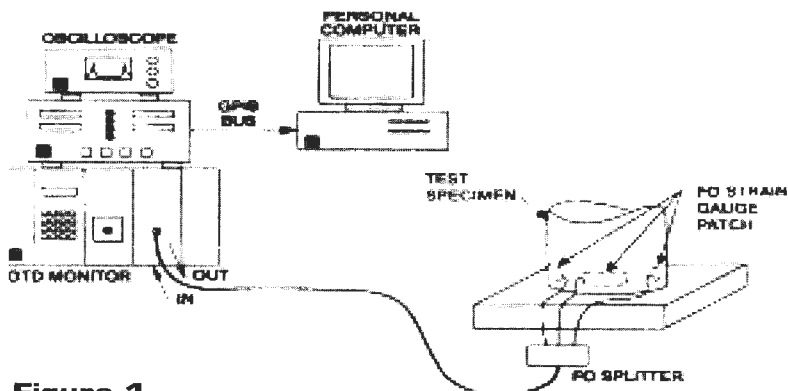 PERSONAL
COMPUTER
OSCILLOSCOPE
GPIB
BUS
TEST
SPECIMEN
FO STRAIN
GAUGE
PATCH
OTD MONITOR
OUT
IN
FO SPLITTER
Figure 1